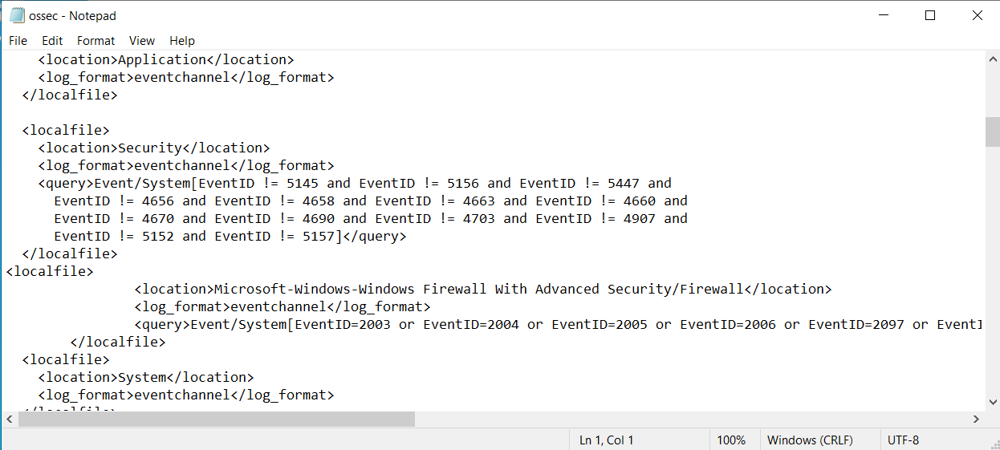 ossec - Notepad
File Edit Format View Help
<location>Application</location>
<log_format>eventchannel</log_format>
</localfile>
<localfile>
<location>Security</location>
<log_format>eventchannel</log_format>
<query>Event/System[EventID != 5145 and EventID != 5156 and EventID != 5447 and
EventID != 4656 and EventID != 4658 and EventID != 4663 and EventID != 4660 and
EventID != 4670 and EventID != 4690 and EventID != 4703 and EventID != 4907 and
EventID != 5152 and EventID != 5157]</query>
</localfile>
<localfile>
<location>Microsoft-Windows-Windows Firewall With Advanced Security/Firewall</location>
<log_format>eventchannel</log_format>
<query>Event/System[EventID=2003 or EventID=2004 or EventID=2005 or EventID=2006 or EventID=2097 or Event
</localfile>
<localfile>
<location>System</location>
<log_format>eventchannel</log_format>
</localfile>
Ln 1, Col 1 100% Windows (CRLF) UTF-8